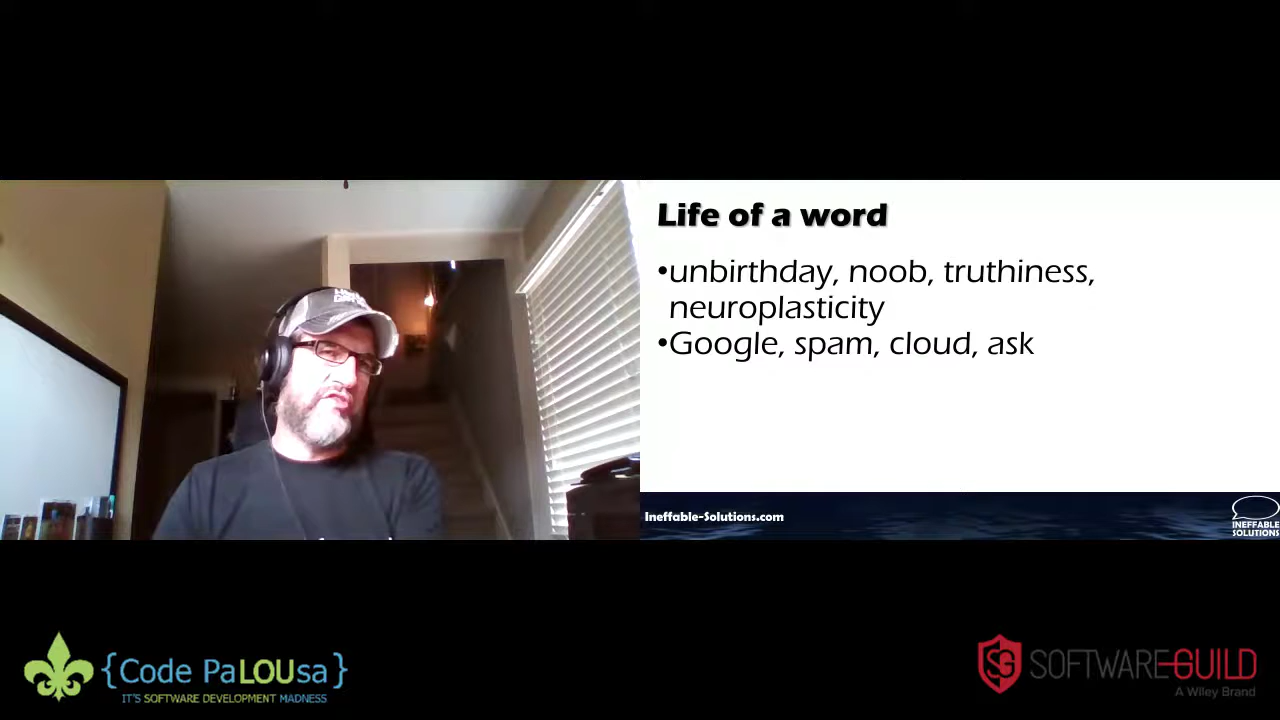 Life of a word
•unbirthday, noob, truthiness,
neuroplasticity
•Google, spam, cloud, ask
Ineffable-Solutions.com
INEFFABLE
SOLUTIONS
{Code PaLOUsa}
IT'S SOFTWARE DEVELOPMENT MADNESS
SG SOFTWARE GUILD
A Wiley Brand